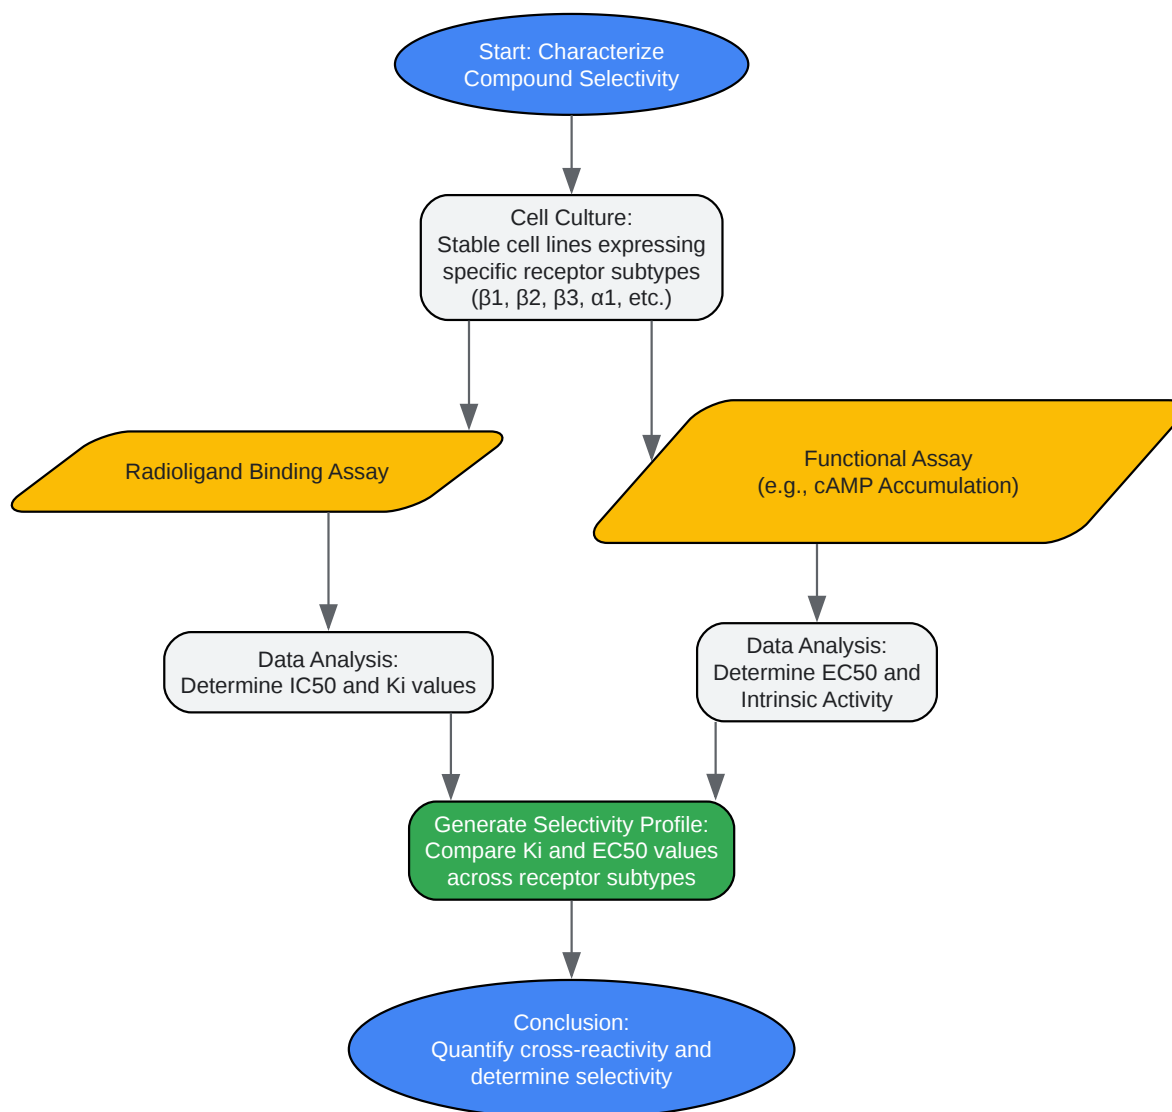 Start: Characterize
Compound Selectivity
Cell Culture:
Stable cell lines expressing
specific receptor subtypes
(β1, β2, β3, α1, etc.)
Radioligand Binding Assay
Functional Assay
(e.g., cAMP Accumulation)
Data Analysis:
Determine IC50 and Ki values
Data Analysis:
Determine EC50 and
Intrinsic Activity
Generate Selectivity Profile:
Compare Ki and EC50 values
across receptor subtypes
Conclusion:
Quantify cross-reactivity and
determine selectivity